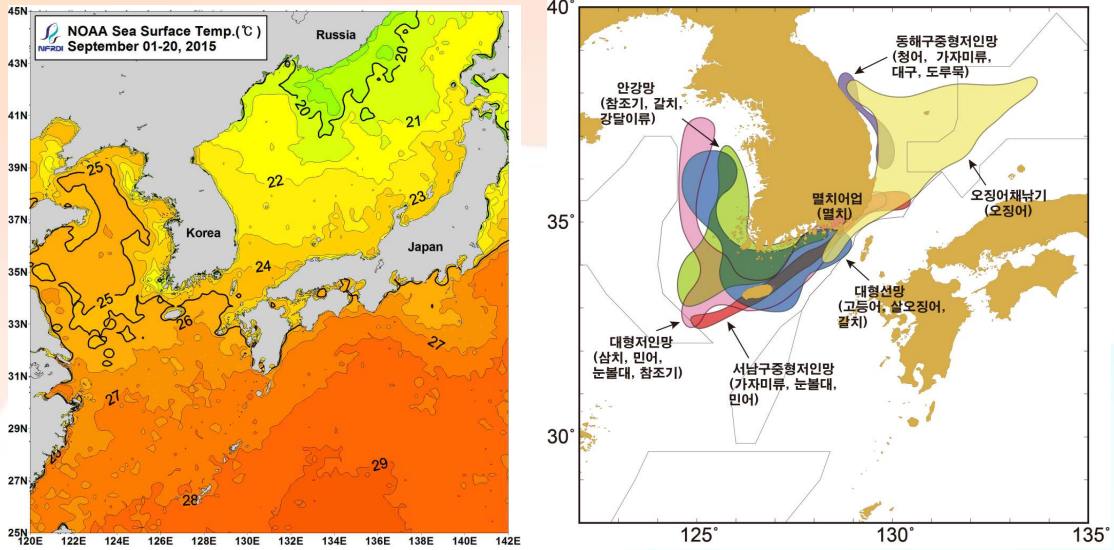 NFRDI
NOAA Sea Surface Temp.(℃)
September 01-20, 2015
45N
43N
41N
39N
37N
35N
33N
31N
29N
27N
25N
120E 122E 124E 126E 128E 130E 132E 134E 136E 138E 140E 142E
Russia
Korea
Japan
20
20
21
22
23
24
25
25
26
27
27
27
28
29
40°
35°
30°
125°
130°
135°
동해구중형저인망
(청어, 가자미류,
대구, 도루묵)
안강망
(참조기, 갈치,
강달이류)
오징어채낚기
(오징어)
멸치어업
(멸치)
대형선망
(고등어, 살오징어,
갈치)
대형저인망
(삼치, 민어,
눈볼대, 참조기)
서남구중형저인망
(가자미류, 눈볼대,
민어)